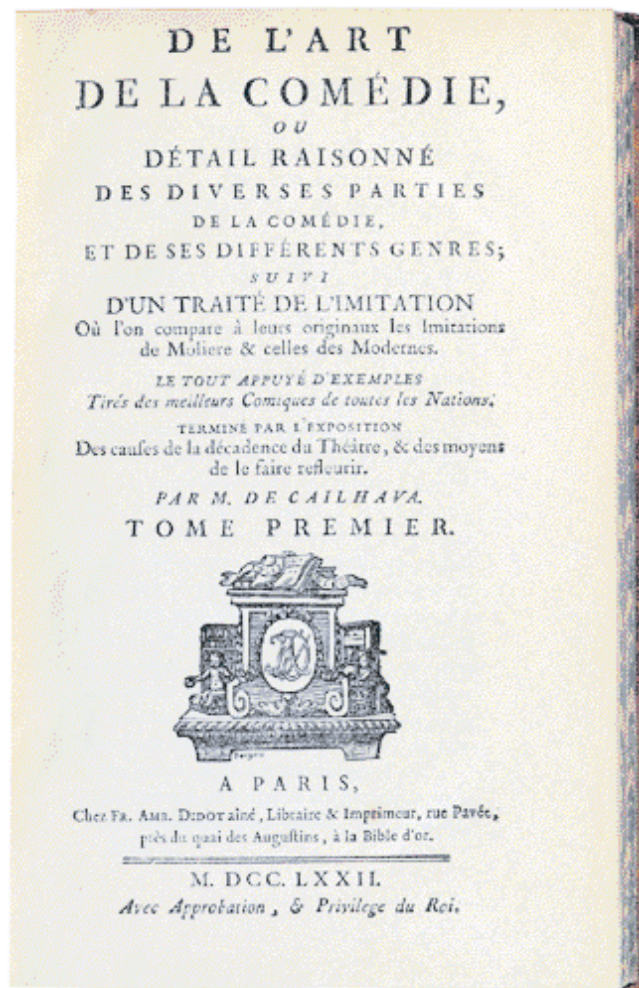 DE L'ART
DE LA COMÉDIE,
OU
DÉTAIL RAISONNÉ
DES DIVERSES PARTIES
DE LA COMÉDIE,
ET DE SES DIFFÉRENTS GENRES;
SUIVI
D'UN TRAITÉ DE L'IMITATION
Où l'on compare à leurs originaux les Imitations
de Moliere & celles des Modernes.
LE TOUT APPUYÉ D'EXEMPLES
Tirés des meilleurs Comiques de toutes les Nations;
TERMINÉ PAR L'EXPOSITION
Des cauſes de la décadence du Théâtre, & des moyens
de le faire refleurir.
PAR M. DE CAILHAVA.
TOME PREMIER.
A PARIS,
Chez FR. AMB. DIDOT aîné, Libraire & Imprimeur, rue Pavée,
près du quai des Auguſtins, à la Bible d'or.
M. DCC. LXXII.
Avec Approbation, & Privilege du Roi.